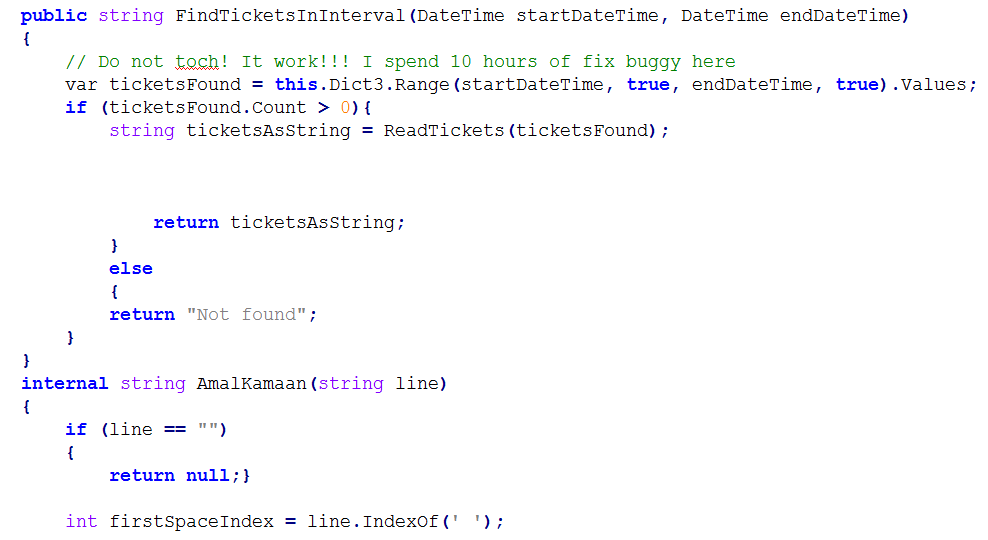 public string FindTicketsInInterval(DateTime startDateTime, DateTime endDateTime)
{
    // Do not toch! It work!!! I spend 10 hours of fix buggy here
    var ticketsFound = this.Dict3.Range(startDateTime, true, endDateTime, true).Values;
    if (ticketsFound.Count > 0){
        string ticketsAsString = ReadTickets(ticketsFound);
            return ticketsAsString;
        }
        else
        {
        return "Not found";
    }
}
internal string AmalKamaan(string line)
{
    if (line == "")
    {
        return null;}
    int firstSpaceIndex = line.IndexOf(' ');